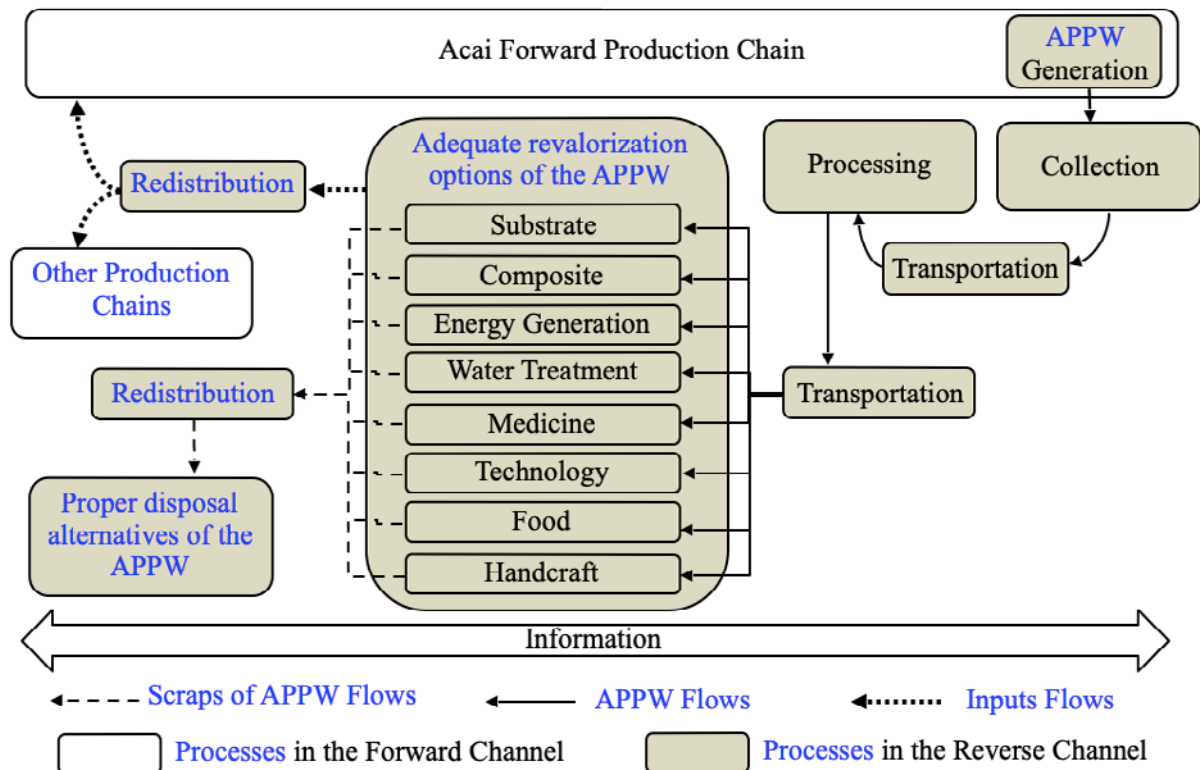 Acai Forward Production Chain
APPW
Generation
Adequate revalorization
options of the APPW
Processing
Collection
Redistribution
Substrate
Transportation
Other Production
Chains
Composite
Energy Generation
Water Treatment
Redistribution
Transportation
Medicine
Technology
Proper disposal
alternatives of the
APPW
Food
Handcraft
Information
Scraps of APPW Flows
APPW Flows
Inputs Flows
Processes in the Forward Channel
Processes in the Reverse Channel